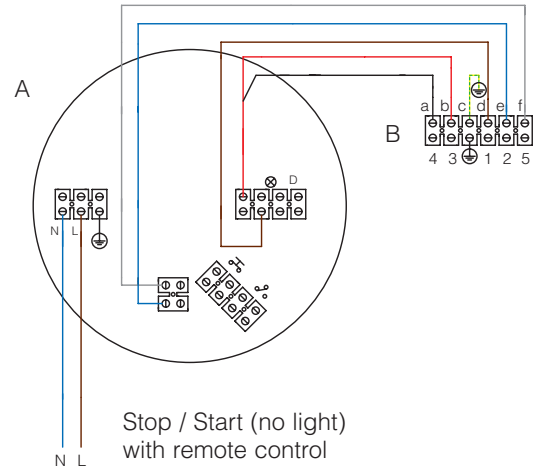 A
a b c d e f
B
4 3 1 2 5
D
N L
Stop / Start (no light)
with remote control
N L